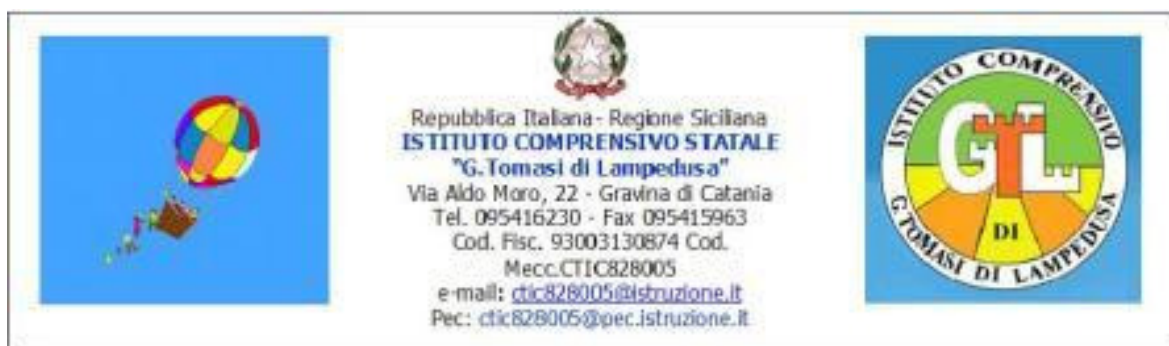 Repubblica Italiana - Regione Siciliana
ISTITUTO COMPRENSIVO STATALE
"G.Tomasi di Lampedusa"
Via Aldo Moro, 22 - Gravina di Catania
Tel. 095416230 - Fax 095415963
Cod. Fisc. 93003130874 Cod.
Mecc.CTIC828005
e-mail: ctic828005@istruzione.it
Pec: ctic828005@pec.istruzione.it
ISTITUTO COMPRENSIVO
GTL
DI
G.TOMASI DI LAMPEDUSA